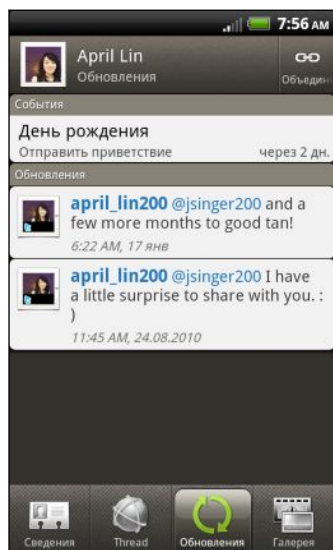 7:56 AM
April Lin
Обновления
Объедин
События
День рождения
Отправить приветствие через 2 дн.
Обновления
april_lin200 @jsinger200 and a
few more months to good tan!
6:22 AM, 17 янв
april_lin200 @jsinger200 I have
a little surprise to share with you. :
)
11:45 AM, 24.08.2010
Сведения Thread Обновления Галерея